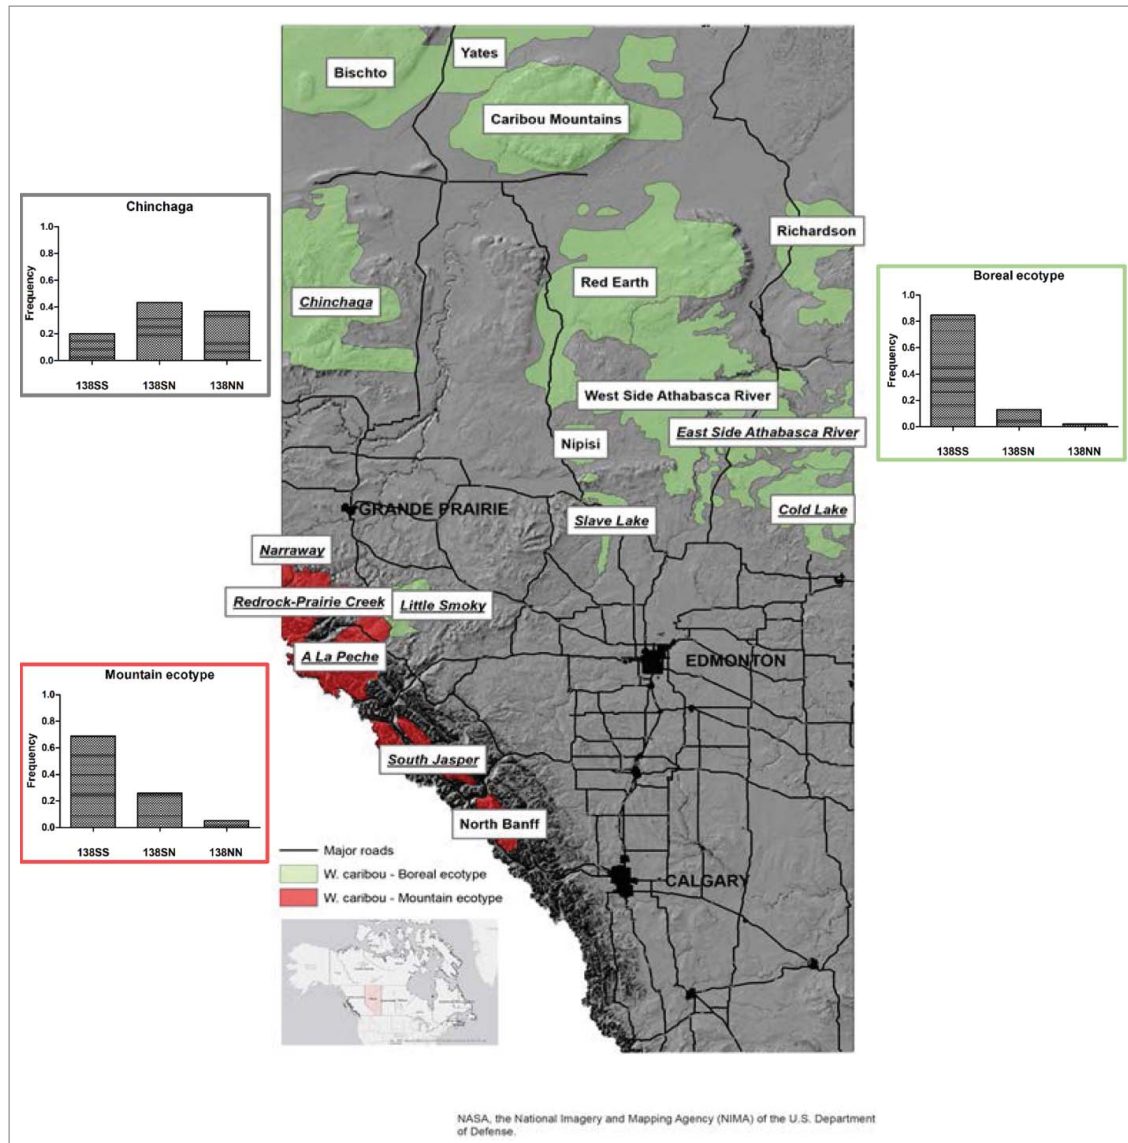 Yates
Bischto
Caribou Mountains
Chinchaga
1.0
0.8
0.6
0.4
0.2
0.0
Frequency
138SS 138SN 138NN
Richardson
Red Earth
Chinchaga
Boreal ecotype
1.0
0.8
0.6
0.4
0.2
0.0
Frequency
138SS 138SN 138NN
West Side Athabasca River
East Side Athabasca River
Nipisi
GRANDE PRAIRIE
Slave Lake
Cold Lake
Narraway
Redrock-Prairie Creek
Little Smoky
A La Peche
EDMONTON
Mountain ecotype
1.0
0.8
0.6
0.4
0.2
0.0
Frequency
138SS 138SN 138NN
South Jasper
North Banff
Major roads
W. caribou - Boreal ecotype
W. caribou - Mountain ecotype
CALGARY
NASA, the National Imagery and Mapping Agency (NIMA) of the U.S. Department
of Defense.